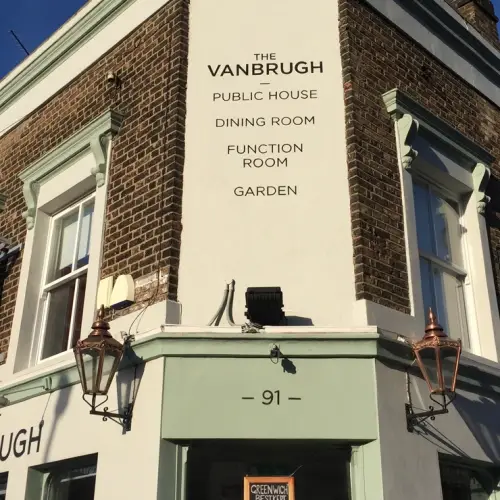 THE
VANBRUGH
PUBLIC HOUSE
DINING ROOM
FUNCTION
ROOM
GARDEN
– 91 –
UGH
GREENWICH